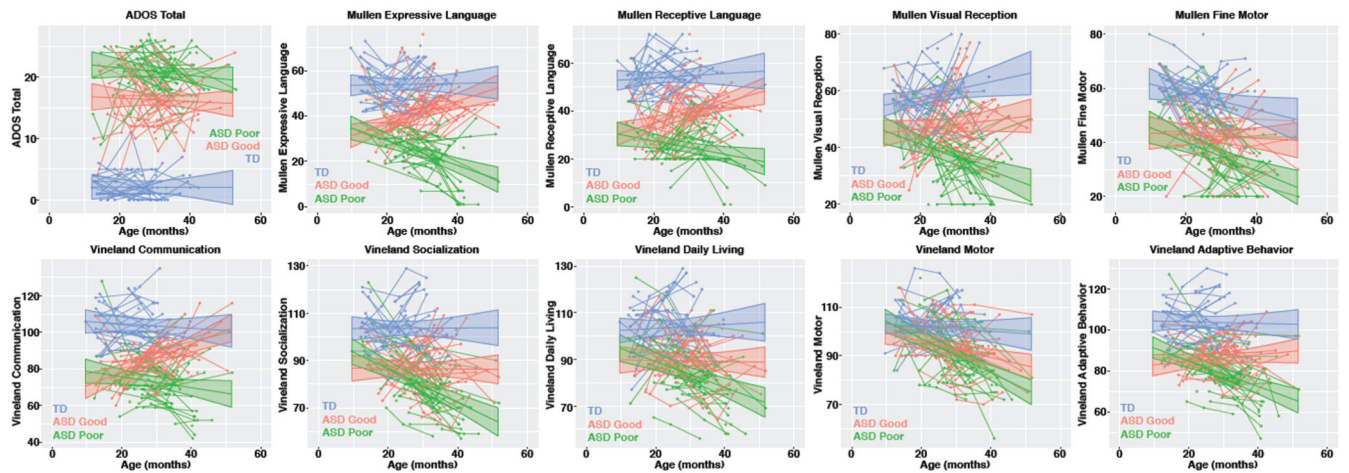 ADOS Total
ADOS Total
20
10
0
ASD Poor
ASD Good
TD
0 20 40 60
Age (months)
Mullen Expressive Language
Mullen Expressive Language
60
40
20
0
TD
ASD Good
ASD Poor
0 20 40 60
Age (months)
Mullen Receptive Language
Mullen Receptive Language
60
40
20
0
TD
ASD Good
ASD Poor
0 20 40 60
Age (months)
Mullen Visual Reception
Mullen Visual Reception
80
60
40
20
TD
ASD Good
ASD Poor
0 20 40 60
Age (months)
Mullen Fine Motor
Mullen Fine Motor
80
60
40
20
TD
ASD Good
ASD Poor
0 20 40 60
Age (months)
Vineland Communication
Vineland Communication
120
100
80
60
40
TD
ASD Good
ASD Poor
0 20 40 60
Age (months)
Vineland Socialization
Vineland Socialization
130
110
90
70
TD
ASD Good
ASD Poor
0 20 40 60
Age (months)
Vineland Daily Living
Vineland Daily Living
130
110
90
70
TD
ASD Good
ASD Poor
0 20 40 60
Age (months)
Vineland Motor
Vineland Motor
110
90
70
TD
ASD Good
ASD Poor
0 20 40 60
Age (months)
Vineland Adaptive Behavior
Vineland Adaptive Behavior
120
100
80
60
TD
ASD Good
ASD Poor
0 20 40 60
Age (months)